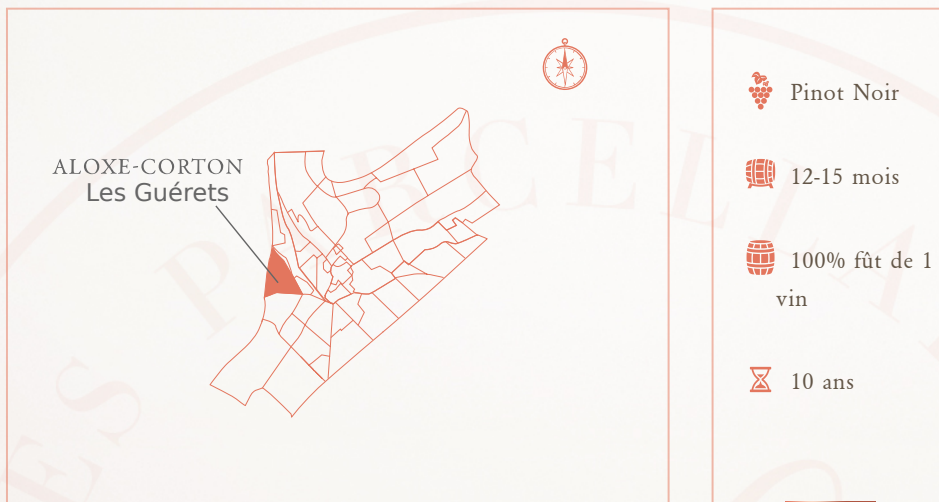 ALOXE-CORTON
Les Guérets
Pinot Noir
12-15 mois
100% fût de 1
vin
10 ans